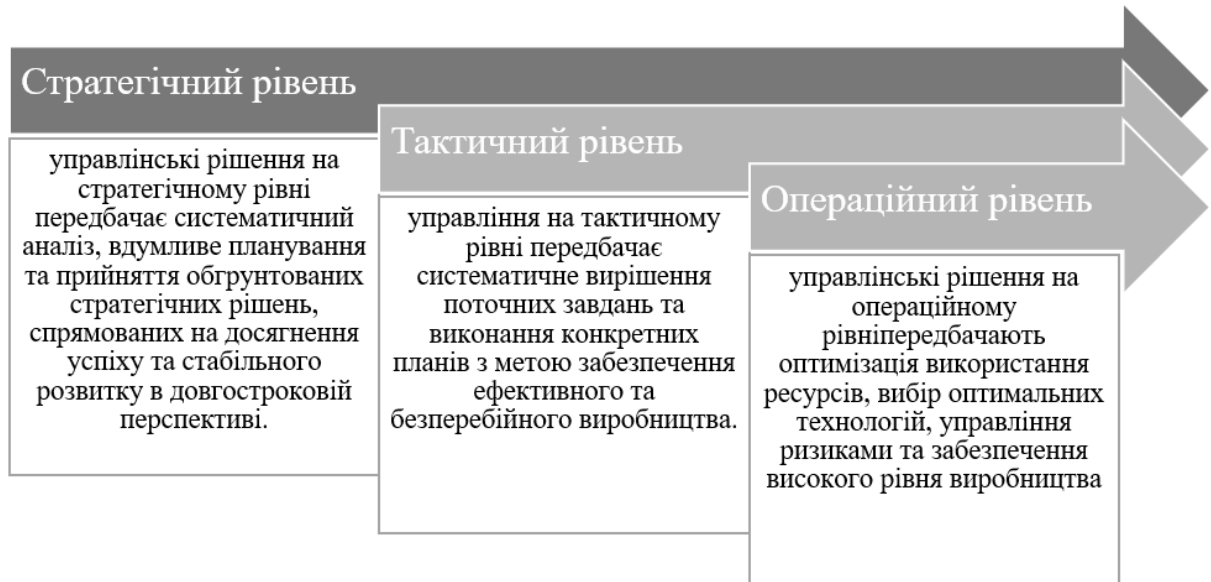 Стратегічний рівень
управлінські рішення на
стратегічному рівні
передбачає систематичний
аналіз, вдумливе планування
та прийняття обгрунтованих
стратегічних рішень,
спрямованих на досягнення
успіху та стабільного
розвитку в довгостроковій
перспективі.
Тактичний рівень
управління на тактичному
рівні передбачає
систематичне вирішення
поточних завдань та
виконання конкретних
планів з метою забезпечення
ефективного та
безперебійного виробництва.
Операційний рівень
управлінські рішення на
операційному
рівніпередбачають
оптимізація використання
ресурсів, вибір оптимальних
технологій, управління
ризиками та забезпечення
високого рівня виробництва